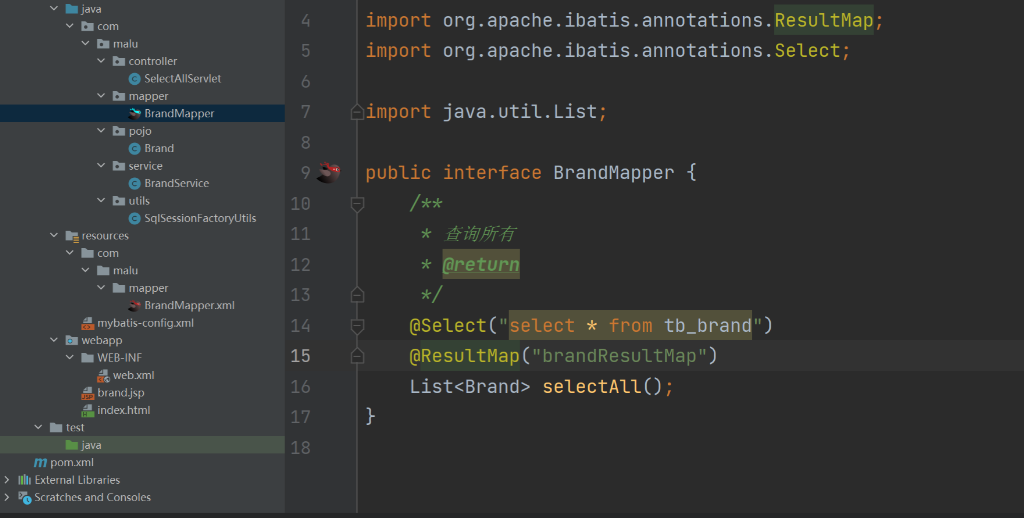 java
com
malu
controller
SelectAllServlet
mapper
BrandMapper
pojo
Brand
service
BrandService
utils
SqlSessionFactoryUtils
resources
com
malu
mapper
BrandMapper.xml
mybatis-config.xml
webapp
WEB-INF
web.xml
brand.jsp
index.html
test
java
pom.xml
External Libraries
Scratches and Consoles
4 import org.apache.ibatis.annotations.ResultMap;
5 import org.apache.ibatis.annotations.Select;
6
7 import java.util.List;
8
9 public interface BrandMapper {
10 /**
11 * 查询所有
12 * @return
13 */
14 @Select("select * from tb_brand")
15 @ResultMap("brandResultMap")
16 List<Brand> selectAll();
17 }
18